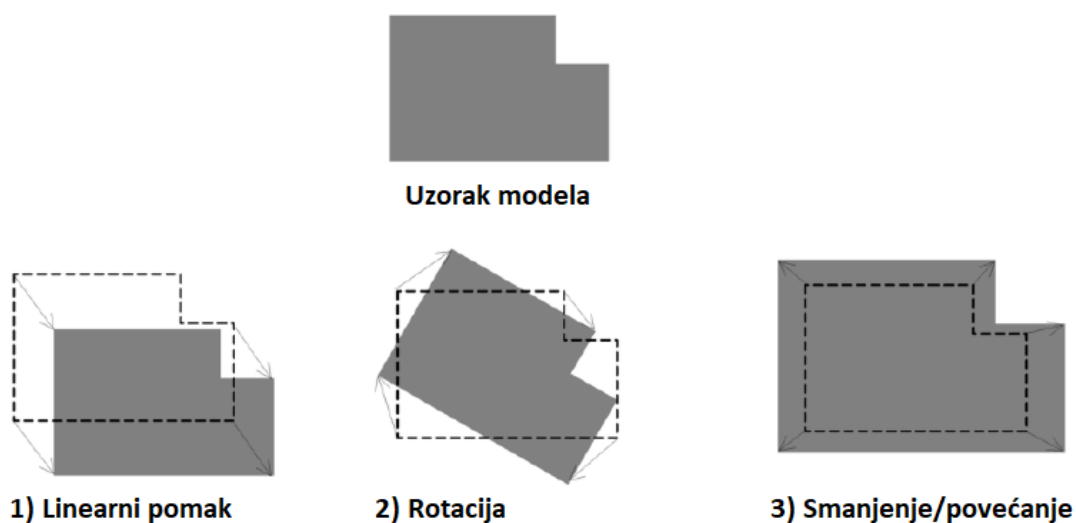 Uzorak modela
1) Linearni pomak
2) Rotacija
3) Smanjenje/povećanje